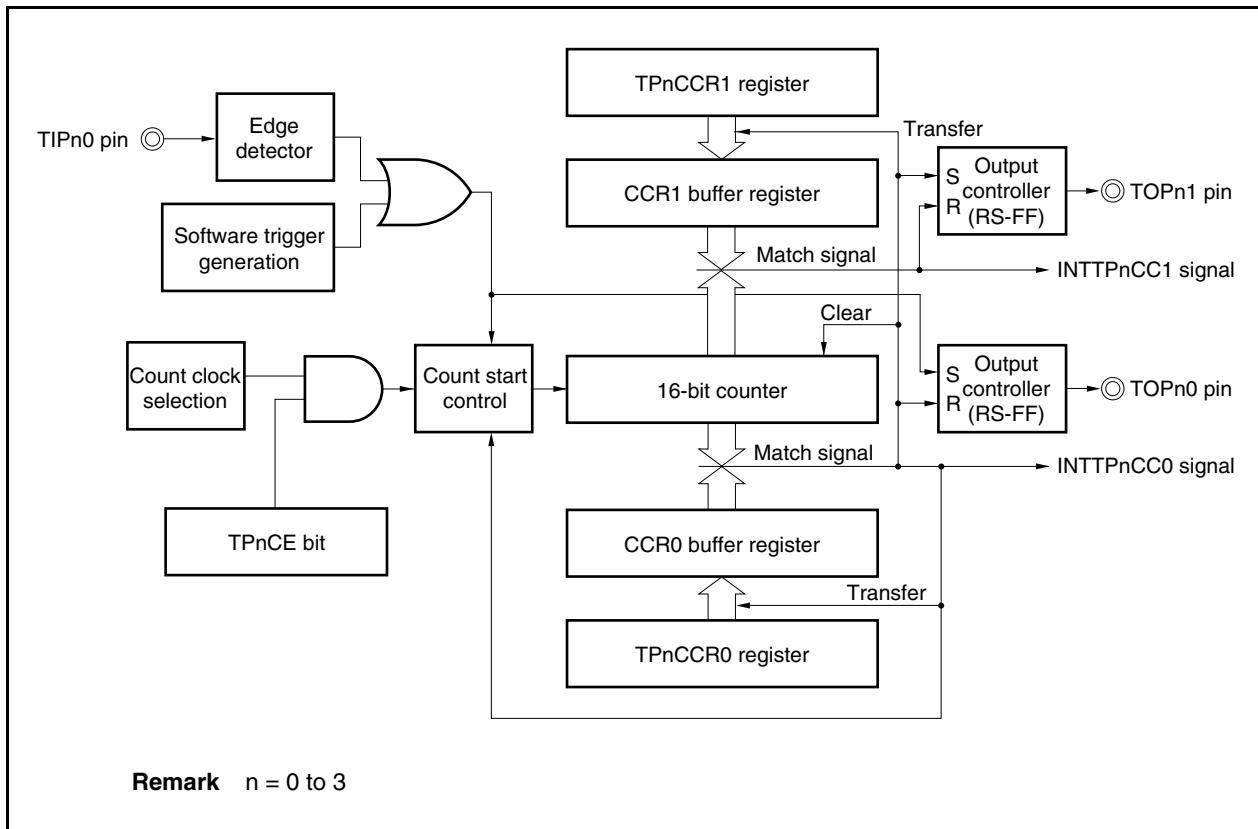 TPnCCR1 register
TIPn0 pin
Edge
detector
Transfer
CCR1 buffer register
S
R
Output
controller
(RS-FF)
TOPn1 pin
Software trigger
generation
Match signal
INTTPnCC1 signal
Clear
Count clock
selection
Count start
control
16-bit counter
S
R
Output
controller
(RS-FF)
TOPn0 pin
Match signal
INTTPnCC0 signal
TPnCE bit
CCR0 buffer register
Transfer
TPnCCR0 register
Remark n = 0 to 3